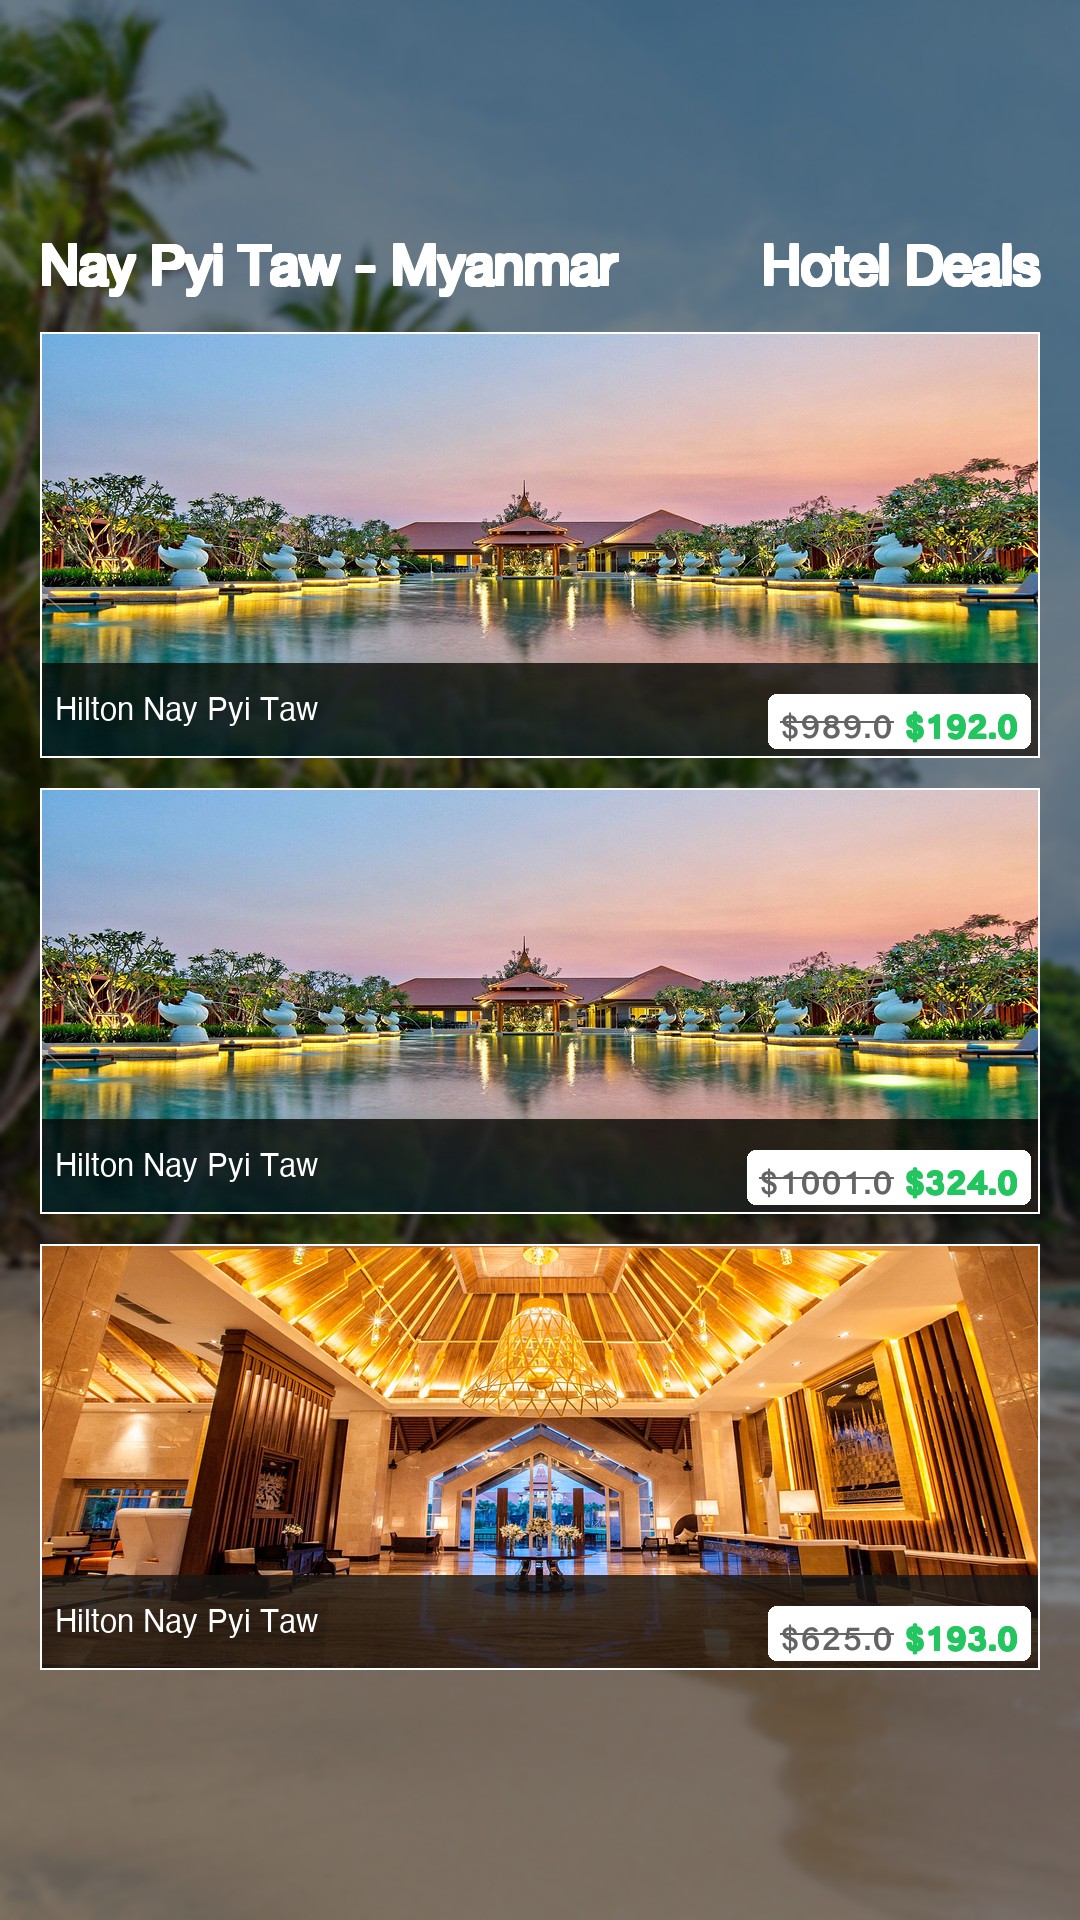 Nay Pyi Taw - Myanmar Hotel Deals
Hilton Nay Pyi Taw $989.0 $192.0
Hilton Nay Pyi Taw $1001.0 $324.0
Hilton Nay Pyi Taw $625.0 $193.0